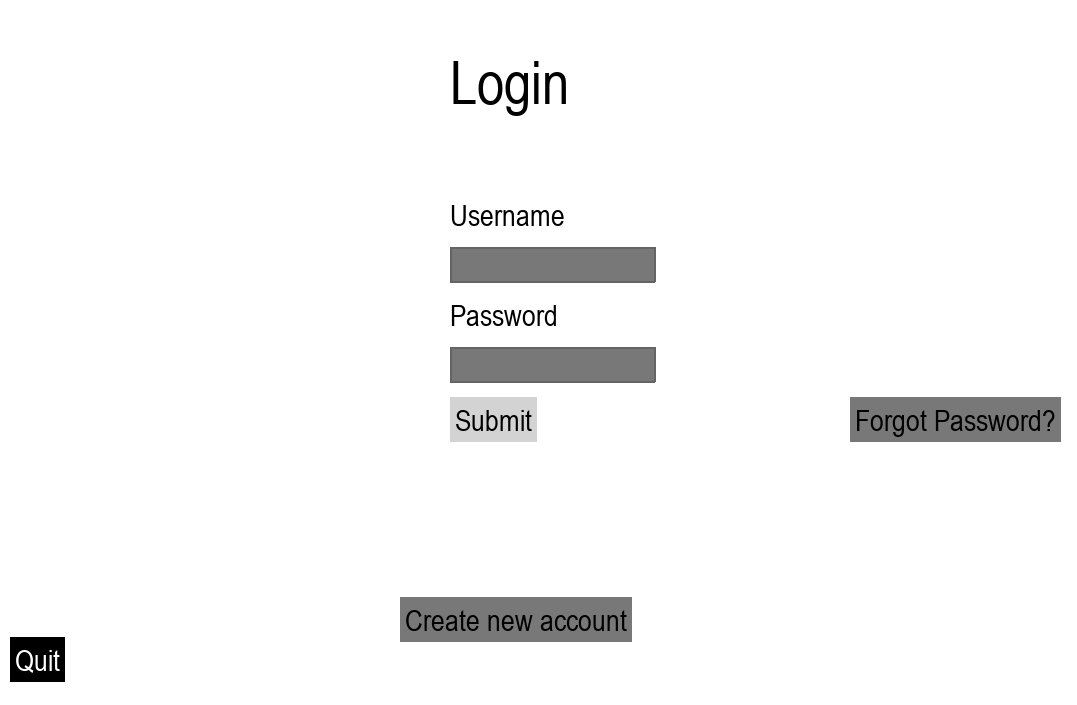 Login
Username
Password
Submit
Forgot Password?
Create new account
Quit